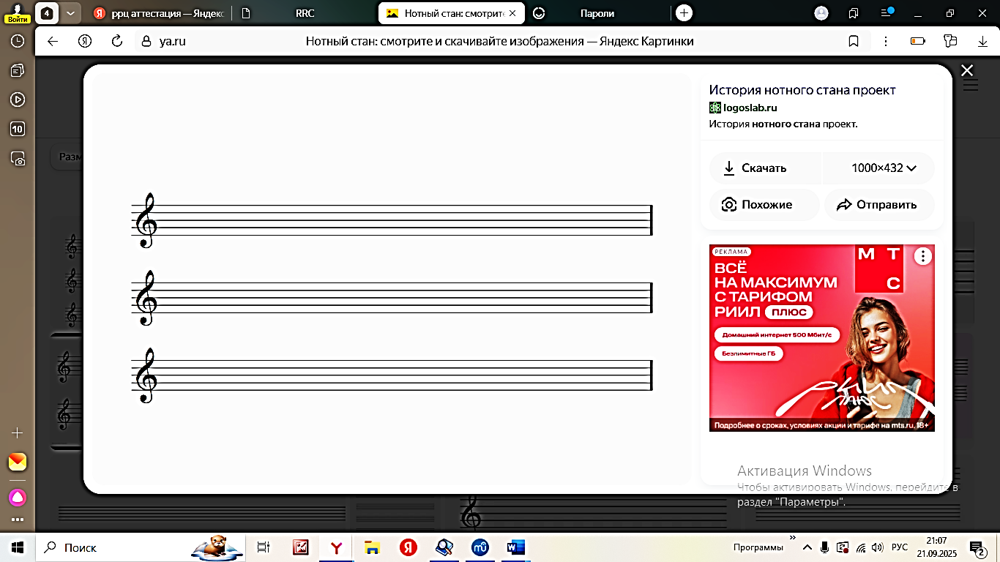 Войти
4
ррц аттестация — Яндекс
RRC
Нотный стан: смотрите
Пароли
ya.ru
Нотный стан: смотрите и скачивайте изображения — Яндекс Картинки
10
Разм
История нотного стана проект
logoslab.ru
История нотного стана проект.
Скачать
1000×432
Похожие
Отправить
РЕКЛАМА
М Т
С
ВСЁ
НА МАКСИМУМ
С ТАРИФОМ
РИИЛ ПЛЮС
Домашний интернет 500 Мбит/с
Безлимитные ГБ
РИИЛ
ПЛЮС
Подробнее о сроках, условиях акции и тарифе на mts.ru. 18+
Активация Windows
Чтобы активировать Windows, перейдите в
раздел "Параметры".
Поиск
Программы
РУС
21:07
21.09.2025
2